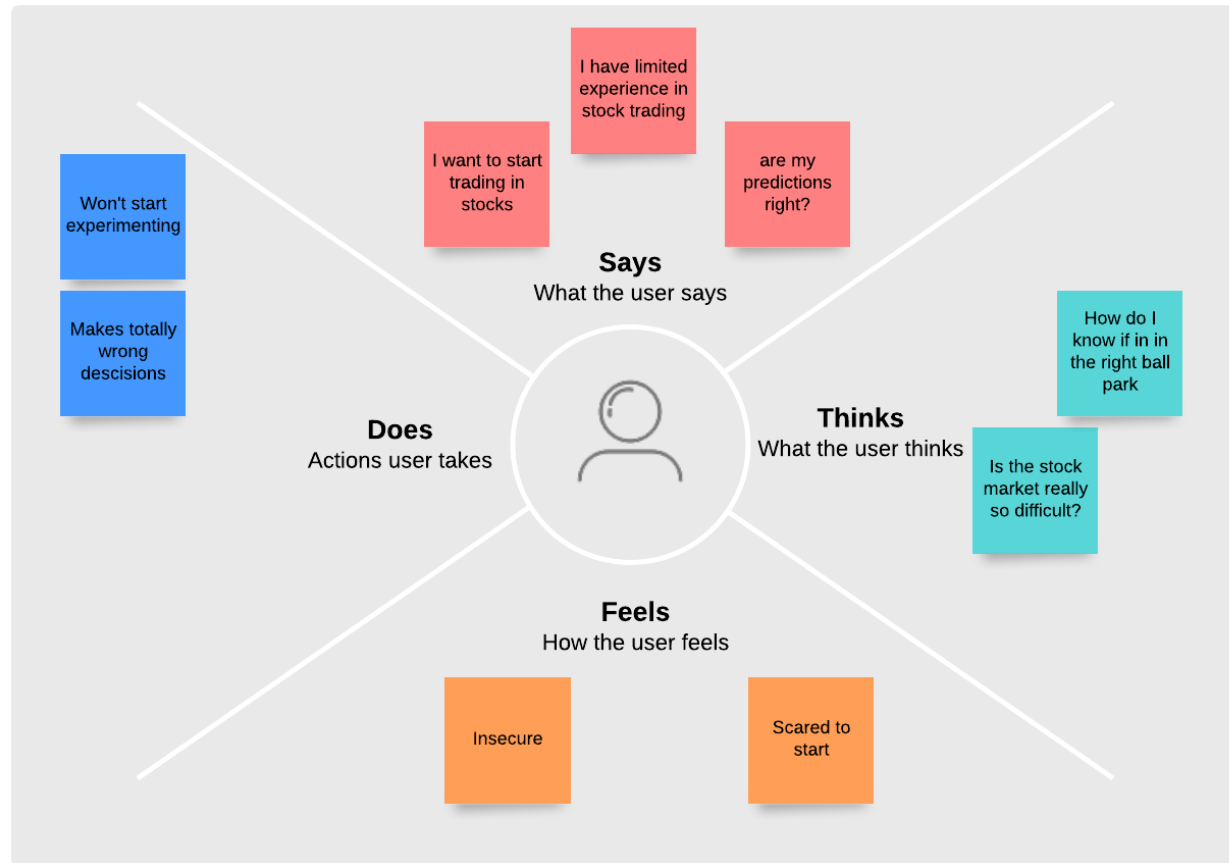 I have limited
experience in
stock trading
I want to start
trading in
stocks
are my
predictions
right?
Won't start
experimenting
Makes totally
wrong
descisions
Says
What the user says
How do I
know if in in
the right ball
park
Does
Actions user takes
Thinks
What the user thinks
Is the stock
market really
so difficult?
Feels
How the user feels
Insecure
Scared to
start